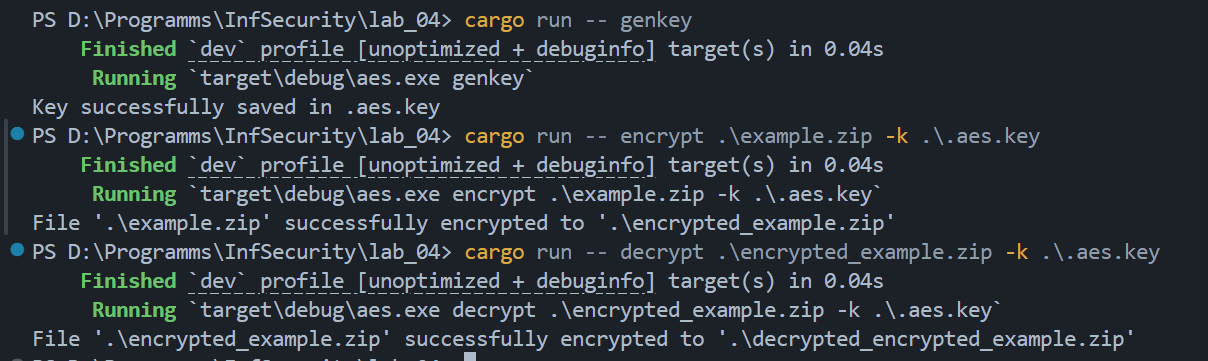 PS D:\Programms\InfSecurity\lab_04> cargo run -- genkey
Finished `dev` profile [unoptimized + debuginfo] target(s) in 0.04s
Running `target\debug\aes.exe genkey`
Key successfully saved in .aes.key
PS D:\Programms\InfSecurity\lab_04> cargo run -- encrypt .\example.zip -k .\.aes.key
Finished `dev` profile [unoptimized + debuginfo] target(s) in 0.04s
Running `target\debug\aes.exe encrypt .\example.zip -k .\.aes.key`
File '.\example.zip' successfully encrypted to '.\encrypted_example.zip'
PS D:\Programms\InfSecurity\lab_04> cargo run -- decrypt .\encrypted_example.zip -k .\.aes.key
Finished `dev` profile [unoptimized + debuginfo] target(s) in 0.04s
Running `target\debug\aes.exe decrypt .\encrypted_example.zip -k .\.aes.key`
File '.\encrypted_example.zip' successfully encrypted to '.\decrypted_encrypted_example.zip'